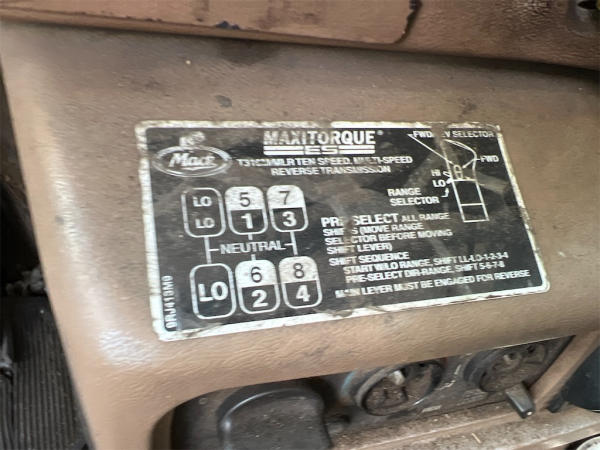 Mack
MAXITORQUE®
ES
MLR TEN SPEED, MULTI-SPEED
REVERSE TRANSMISSION
FWD SELECTOR
FWD
HI
LO
RANGE
SELECTOR
LO 5 7
LO 1 3
NEUTRAL
LO 6 8
2 4
PRE-SELECT ALL RANGE
SHIFTS (MOVE RANGE
SELECTOR BEFORE MOVING
SHIFT LEVER)
SHIFT SEQUENCE
START W/LO RANGE, SHIFT LL-LO-1-2-3-4
PRE-SELECT DIR-RANGE, SHIFT 5-6-7-8
MAIN LEVER MUST BE ENGAGED FOR REVERSE